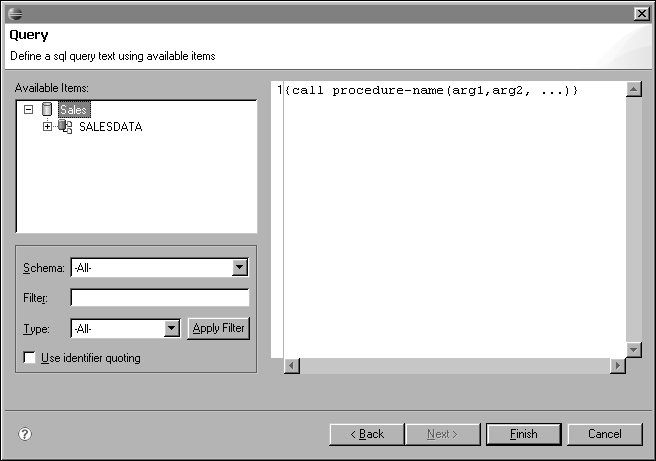 Query
Define a sql query text using available items
Available Items:
Sales
SALESDATA
Schema: -All-
Filter:
Type: -All- Apply Filter
Use identifier quoting
1{call procedure-name(arg1,arg2, ...)}
?
< Back Next > Finish Cancel